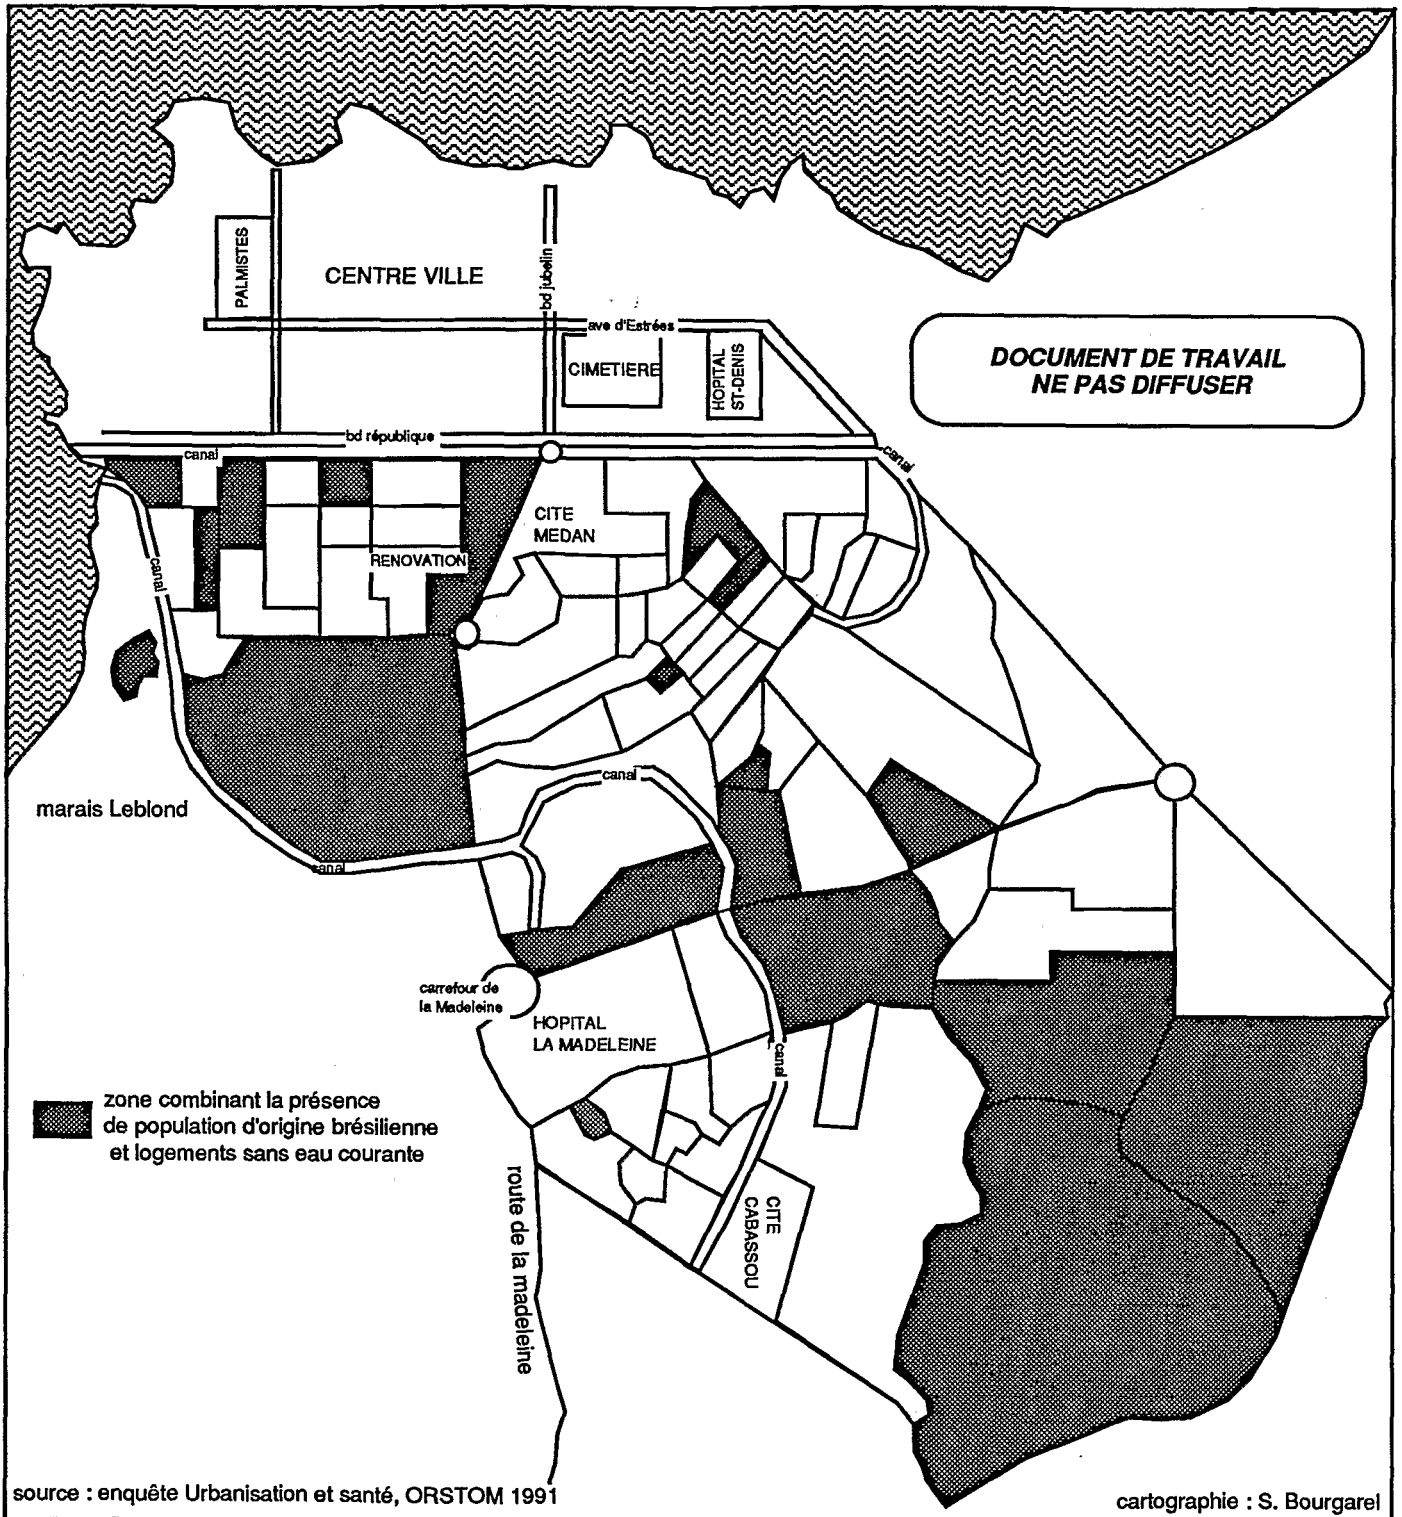 PALMISTES
CENTRE VILLE
bd jubelin
ave d'Estrées
CIMETIERE
HOPITAL
ST-DENIS
DOCUMENT DE TRAVAIL
NE PAS DIFFUSER
bd république
canal
canal
CITE
MEDAN
RENOVATION
canal
canal
marais Leblond
canal
carrefour de
la Madeleine
HOPITAL
LA MADELEINE
canal
zone combinant la présence
de population d'origine brésilienne
et logements sans eau courante
route de la madeleine
CITE
CABASSOU
source : enquête Urbanisation et santé, ORSTOM 1991
cartographie : S. Bourgarel